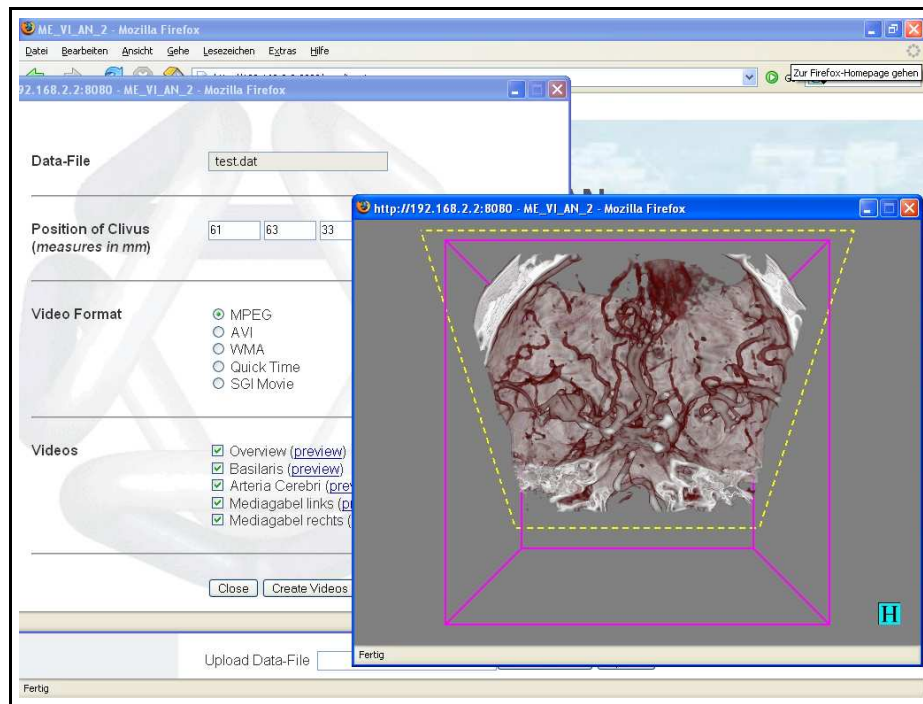 ME_VI_AN_2 - Mozilla Firefox
Datei Bearbeiten Ansicht Gehe Lesezeichen Extras Hilfe
Zur Firefox-Homepage gehen
92.168.2.2:8080 - ME_VI_AN_2 - Mozilla Firefox
Data-File test.dat
Position of Clivus 61 63 33
(measures in mm)
Video Format MPEG
AVI
WMA
Quick Time
SGI Movie
Videos Overview (preview)
Basilaris (preview)
Arteria Cerebri (pre
Mediagabel links (p
Mediagabel rechts (
Close Create Videos
http://192.168.2.2:8080 - ME_VI_AN_2 - Mozilla Firefox
H
Fertig
Upload Data-File
Fertig